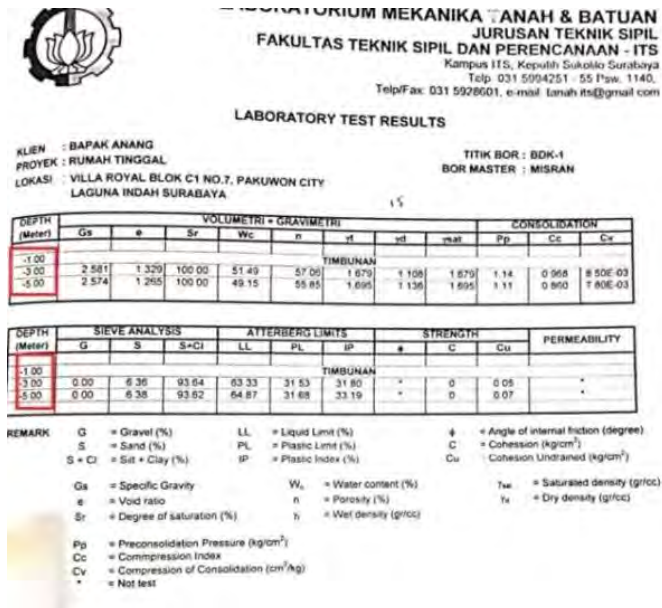 LABORATORIUM MEKANIKA TANAH & BATUAN
JURUSAN TEKNIK SIPIL
FAKULTAS TEKNIK SIPIL DAN PERENCANAAN - ITS
Kampus ITS, Keputih Sukolilo Surabaya
Telp. 031 5994251 - 55 Psw. 1140,
Telp/Fax. 031 5928601, e-mail: tanah.its@gmail.com
LABORATORY TEST RESULTS
KLIEN : BAPAK ANANG
PROYEK : RUMAH TINGGAL
LOKASI : VILLA ROYAL BLOK C1 NO.7, PAKUWON CITY
LAGUNA INDAH SURABAYA
TITIK BOR : BDK-1
BOR MASTER : MISRAN
15
DEPTH (Meter) VOLUMETRI + GRAVIMETRI CONSOLIDATION
Gs e Sr Wc n γt γd γsat Pp Cc Cv
-1.00 TIMBUNAN
-3.00 2.581 1.329 100.00 51.49 57.06 1.679 1.108 1.679 1.14 0.968 8.50E-03
-5.00 2.574 1.265 100.00 49.15 55.85 1.695 1.136 1.695 1.11 0.860 7.80E-03
DEPTH (Meter) SIEVE ANALYSIS ATTERBERG LIMITS STRENGTH PERMEABILITY
G S S+Cl LL PL IP ϕ C Cu
-1.00 TIMBUNAN
-3.00 0.00 6.36 93.64 63.33 31.53 31.80 * 0 0.05 *
-5.00 0.00 6.38 93.62 64.87 31.68 33.19 * 0 0.07
REMARK G = Gravel (%) LL = Liquid Limit (%) ϕ = Angle of internal friction (degree)
S = Sand (%) PL = Plastic Limit (%) C = Cohession (kg/cm²)
S + Cl = Silt + Clay (%) IP = Plastic Index (%) Cu Cohesion Undrained (kg/cm²)
Gs = Specific Gravity Wc = Water content (%) γsat = Saturated density (gr/cc)
e = Void ratio n = Porosity (%) γd = Dry density (gr/cc)
Sr = Degree of saturation (%) γt = Wet density (gr/cc)
Pp = Preconsolidation Pressure (kg/cm²)
Cc = Commpression Index
Cv = Compression of Consolidation (cm²/kg)
* = Not test